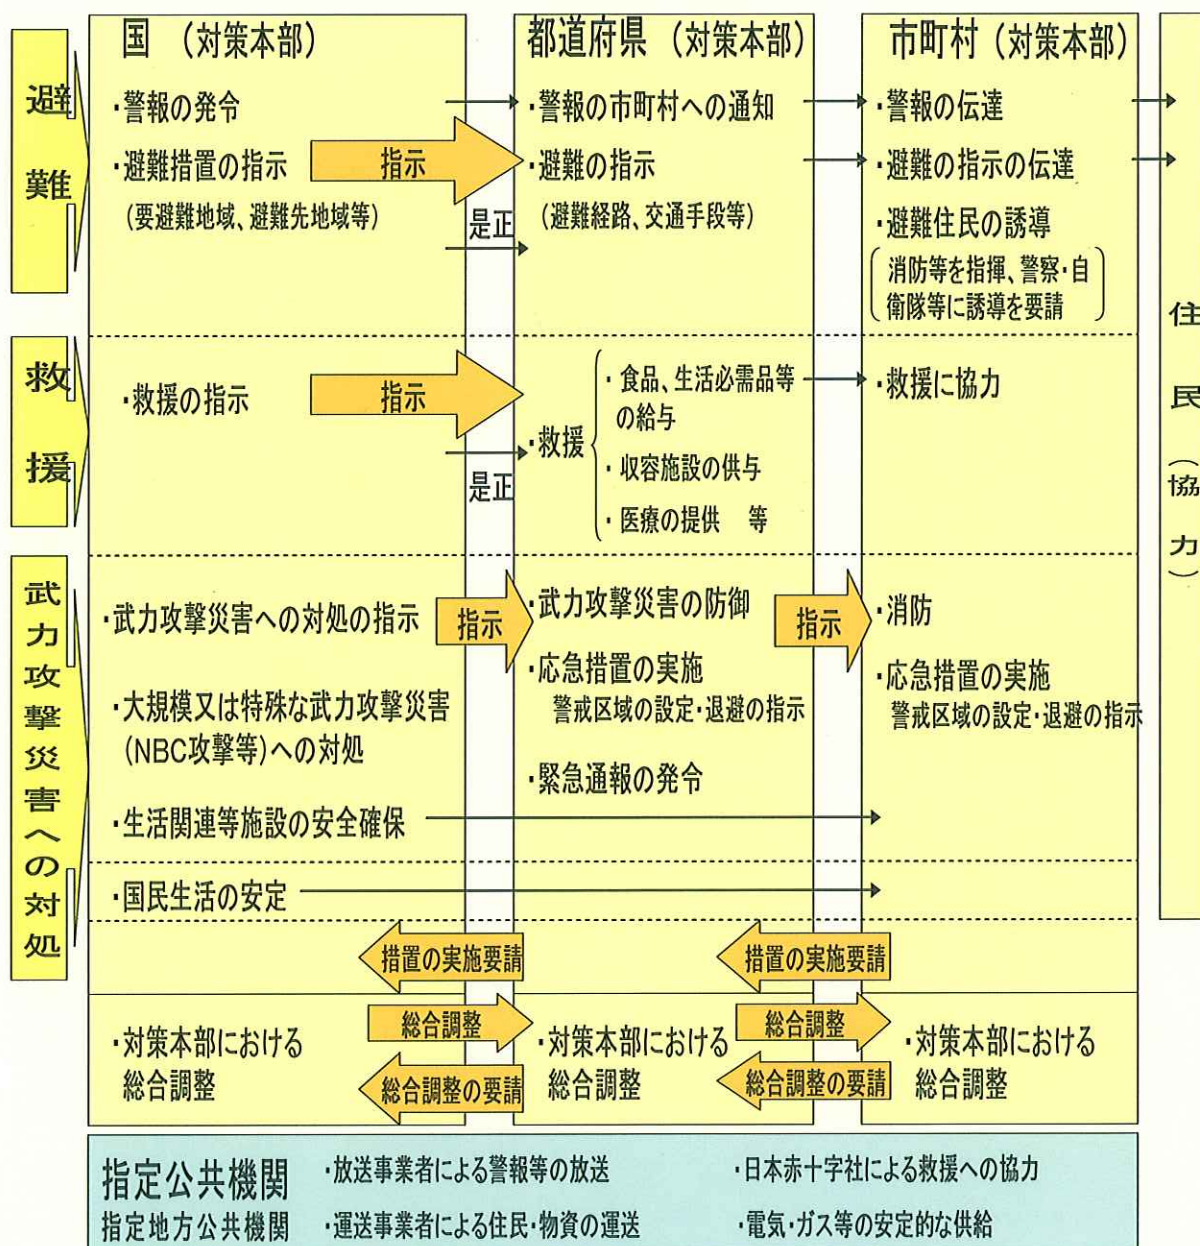 国 (対策本部)
都道府県 (対策本部)
市町村 (対策本部)
避難
・警報の発令
・警報の市町村への通知
・警報の伝達
・避難措置の指示
指示
・避難の指示
・避難の指示の伝達
(要避難地域、避難先地域等)
是正
(避難経路、交通手段等)
・避難住民の誘導
消防等を指揮、警察・自
衛隊等に誘導を要請
救援
・救援の指示
指示
是正
・救援
・食品、生活必需品等
の給与
・収容施設の供与
・医療の提供 等
・救援に協力
武力攻撃災害への対処
・武力攻撃災害への対処の指示
指示
・武力攻撃災害の防御
指示
・消防
・応急措置の実施
警戒区域の設定・退避の指示
・応急措置の実施
警戒区域の設定・退避の指示
・大規模又は特殊な武力攻撃災害
(NBC攻撃等)への対処
・緊急通報の発令
・生活関連等施設の安全確保
・国民生活の安定
措置の実施要請
措置の実施要請
・対策本部における
総合調整
総合調整
総合調整の要請
・対策本部における
総合調整
総合調整
総合調整の要請
・対策本部における
総合調整
住民(協力)
指定公共機関
指定地方公共機関
・放送事業者による警報等の放送
・日本赤十字社による救援への協力
・運送事業者による住民・物資の運送
・電気・ガス等の安定的な供給